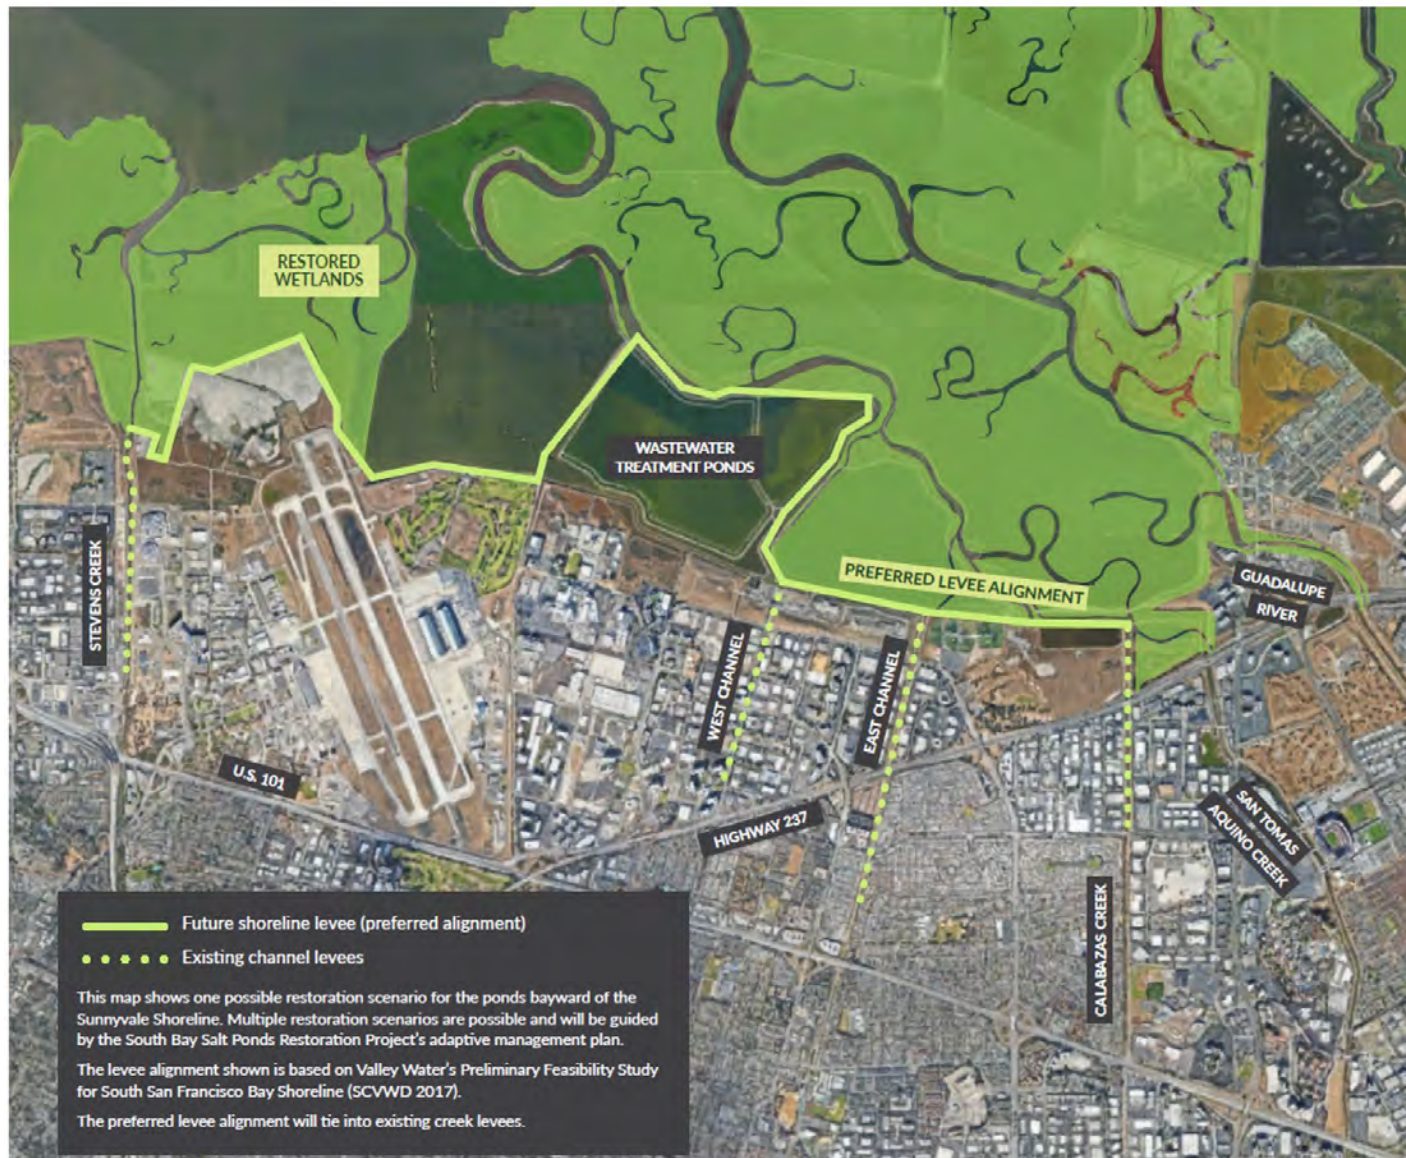 RESTORED
WETLANDS
WASTEWATER
TREATMENT PONDS
PREFERRED LEVEE ALIGNMENT
GUADALUPE
RIVER
STEVENS CREEK
WEST CHANNEL
EAST CHANNEL
U.S. 101
HIGHWAY 237
SAN TOMAS
AQUINO CREEK
CALABAZAS CREEK
Future shoreline levee (preferred alignment)
Existing channel levees
This map shows one possible restoration scenario for the ponds bayward of the
Sunnyvale Shoreline. Multiple restoration scenarios are possible and will be guided
by the South Bay Salt Ponds Restoration Project's adaptive management plan.
The levee alignment shown is based on Valley Water's Preliminary Feasibility Study
for South San Francisco Bay Shoreline (SCVWD 2017).
The preferred levee alignment will tie into existing creek levees.